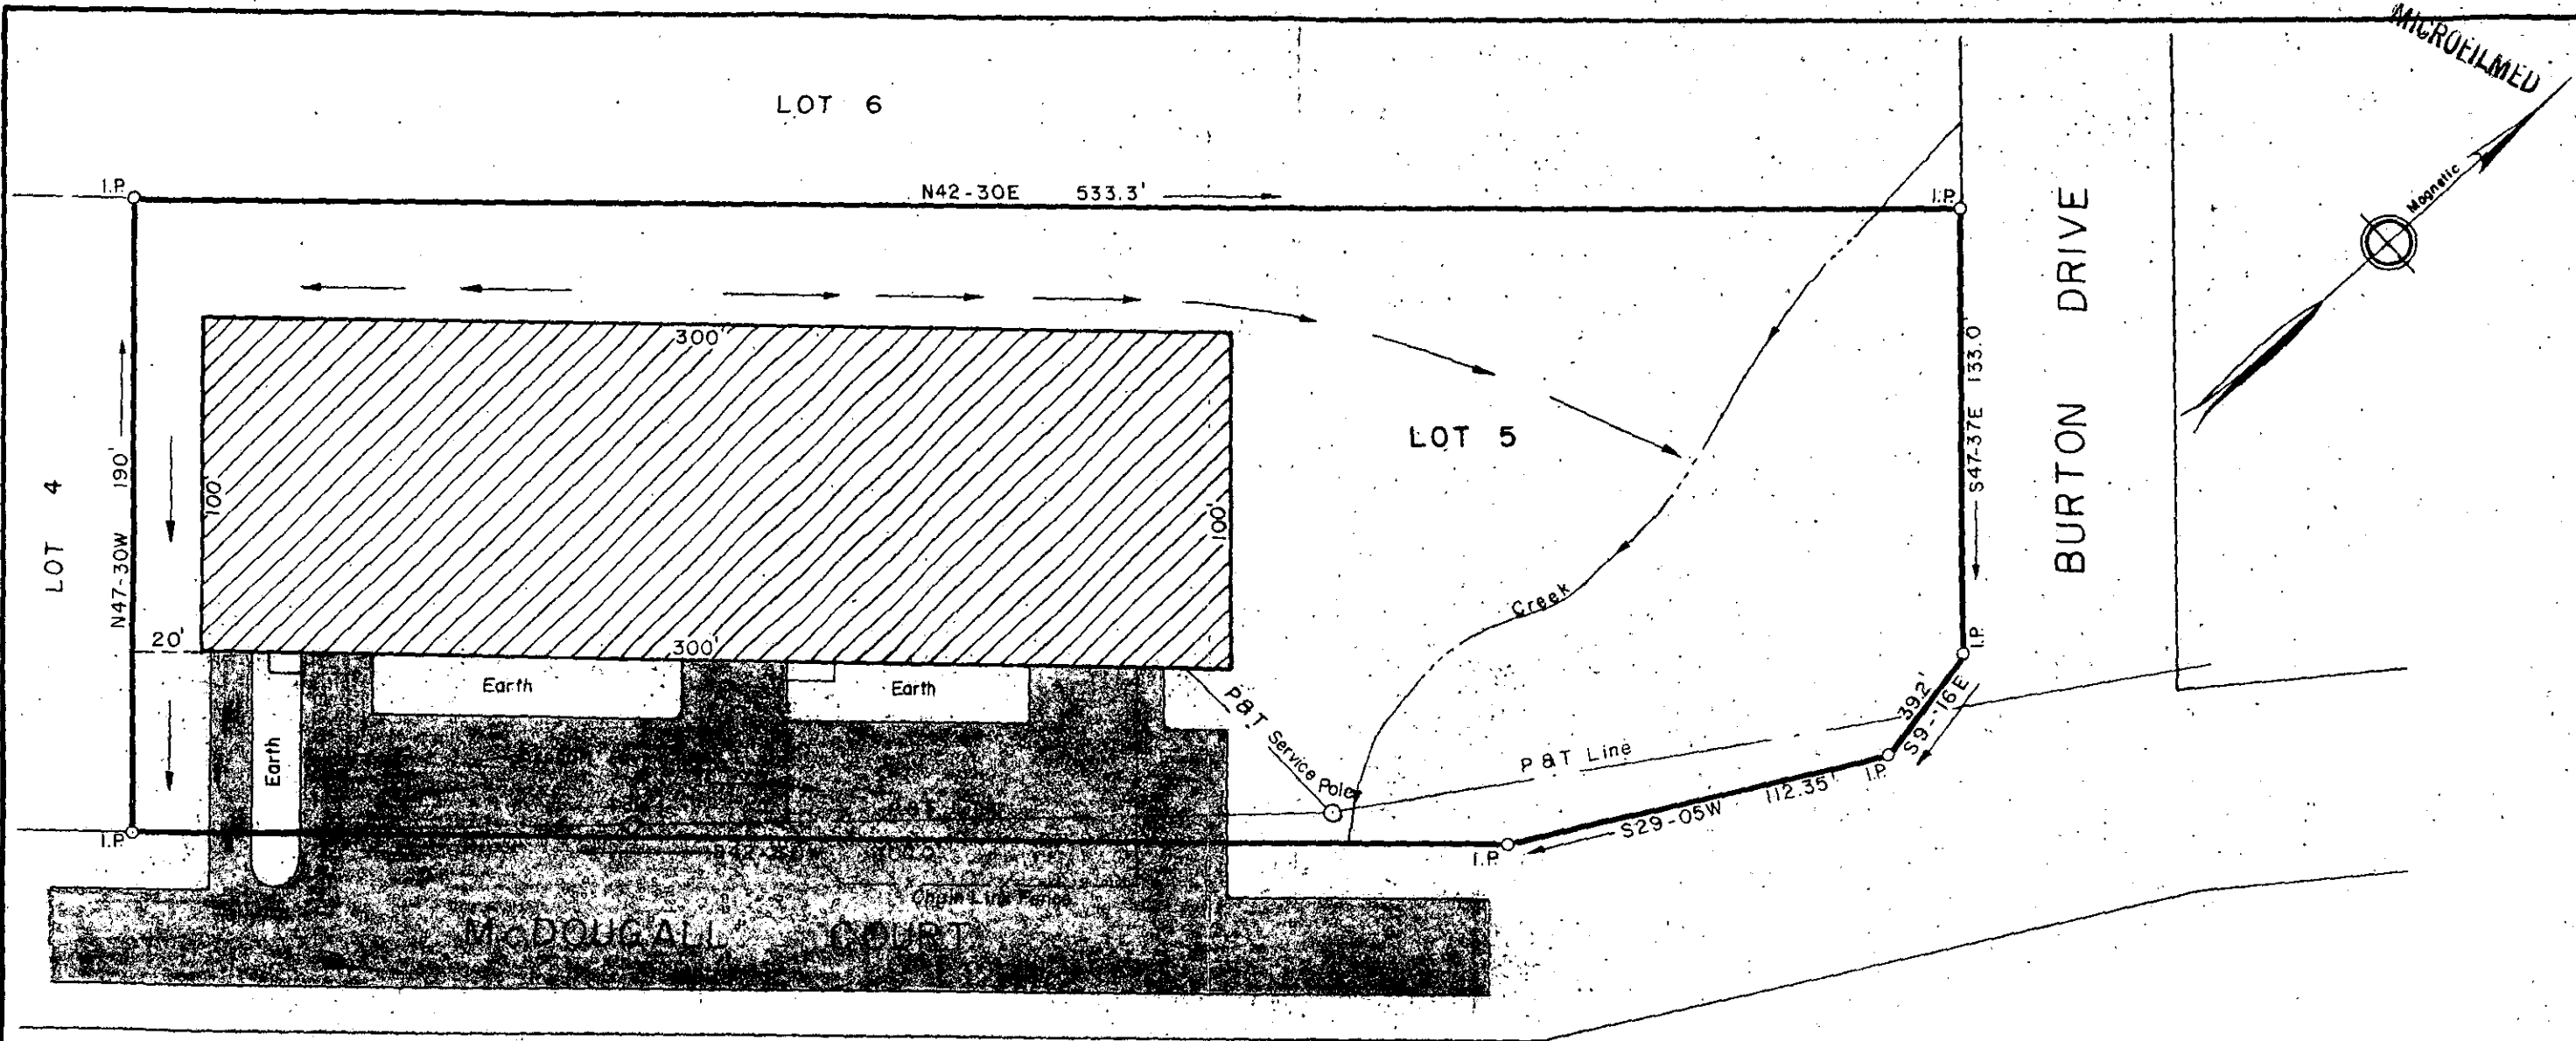 MICROFILMED
LOT 6
I.P.
N42-30E 533.3'
I.P.
Magnetic
BURTON DRIVE
300'
S47-37E 133.0'
LOT 5
LOT 4
N47-30W 190'
100'
100'
Creek
20'
300'
I.P.
Earth
Earth
Earth
P&T Service Pole
39.2'
S9-16E
P&T Line
I.P.
112.35'
S29-05W
I.P.
I.P.
Chain Link Fence
McDOUGALL COURT